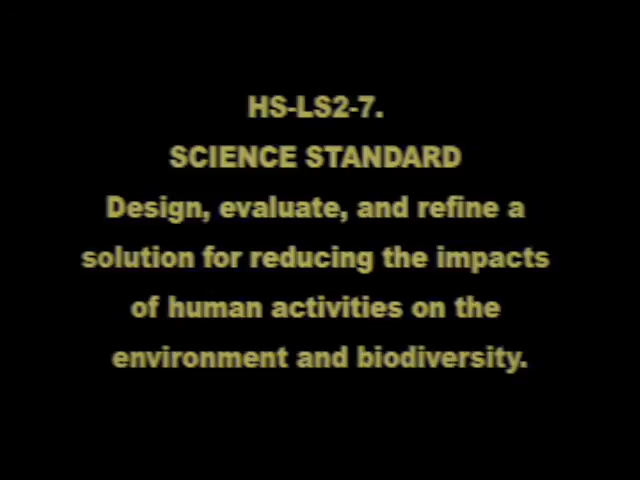 HS-LS2-7.
SCIENCE STANDARD
Design, evaluate, and refine a
solution for reducing the impacts
of human activities on the
environment and biodiversity.